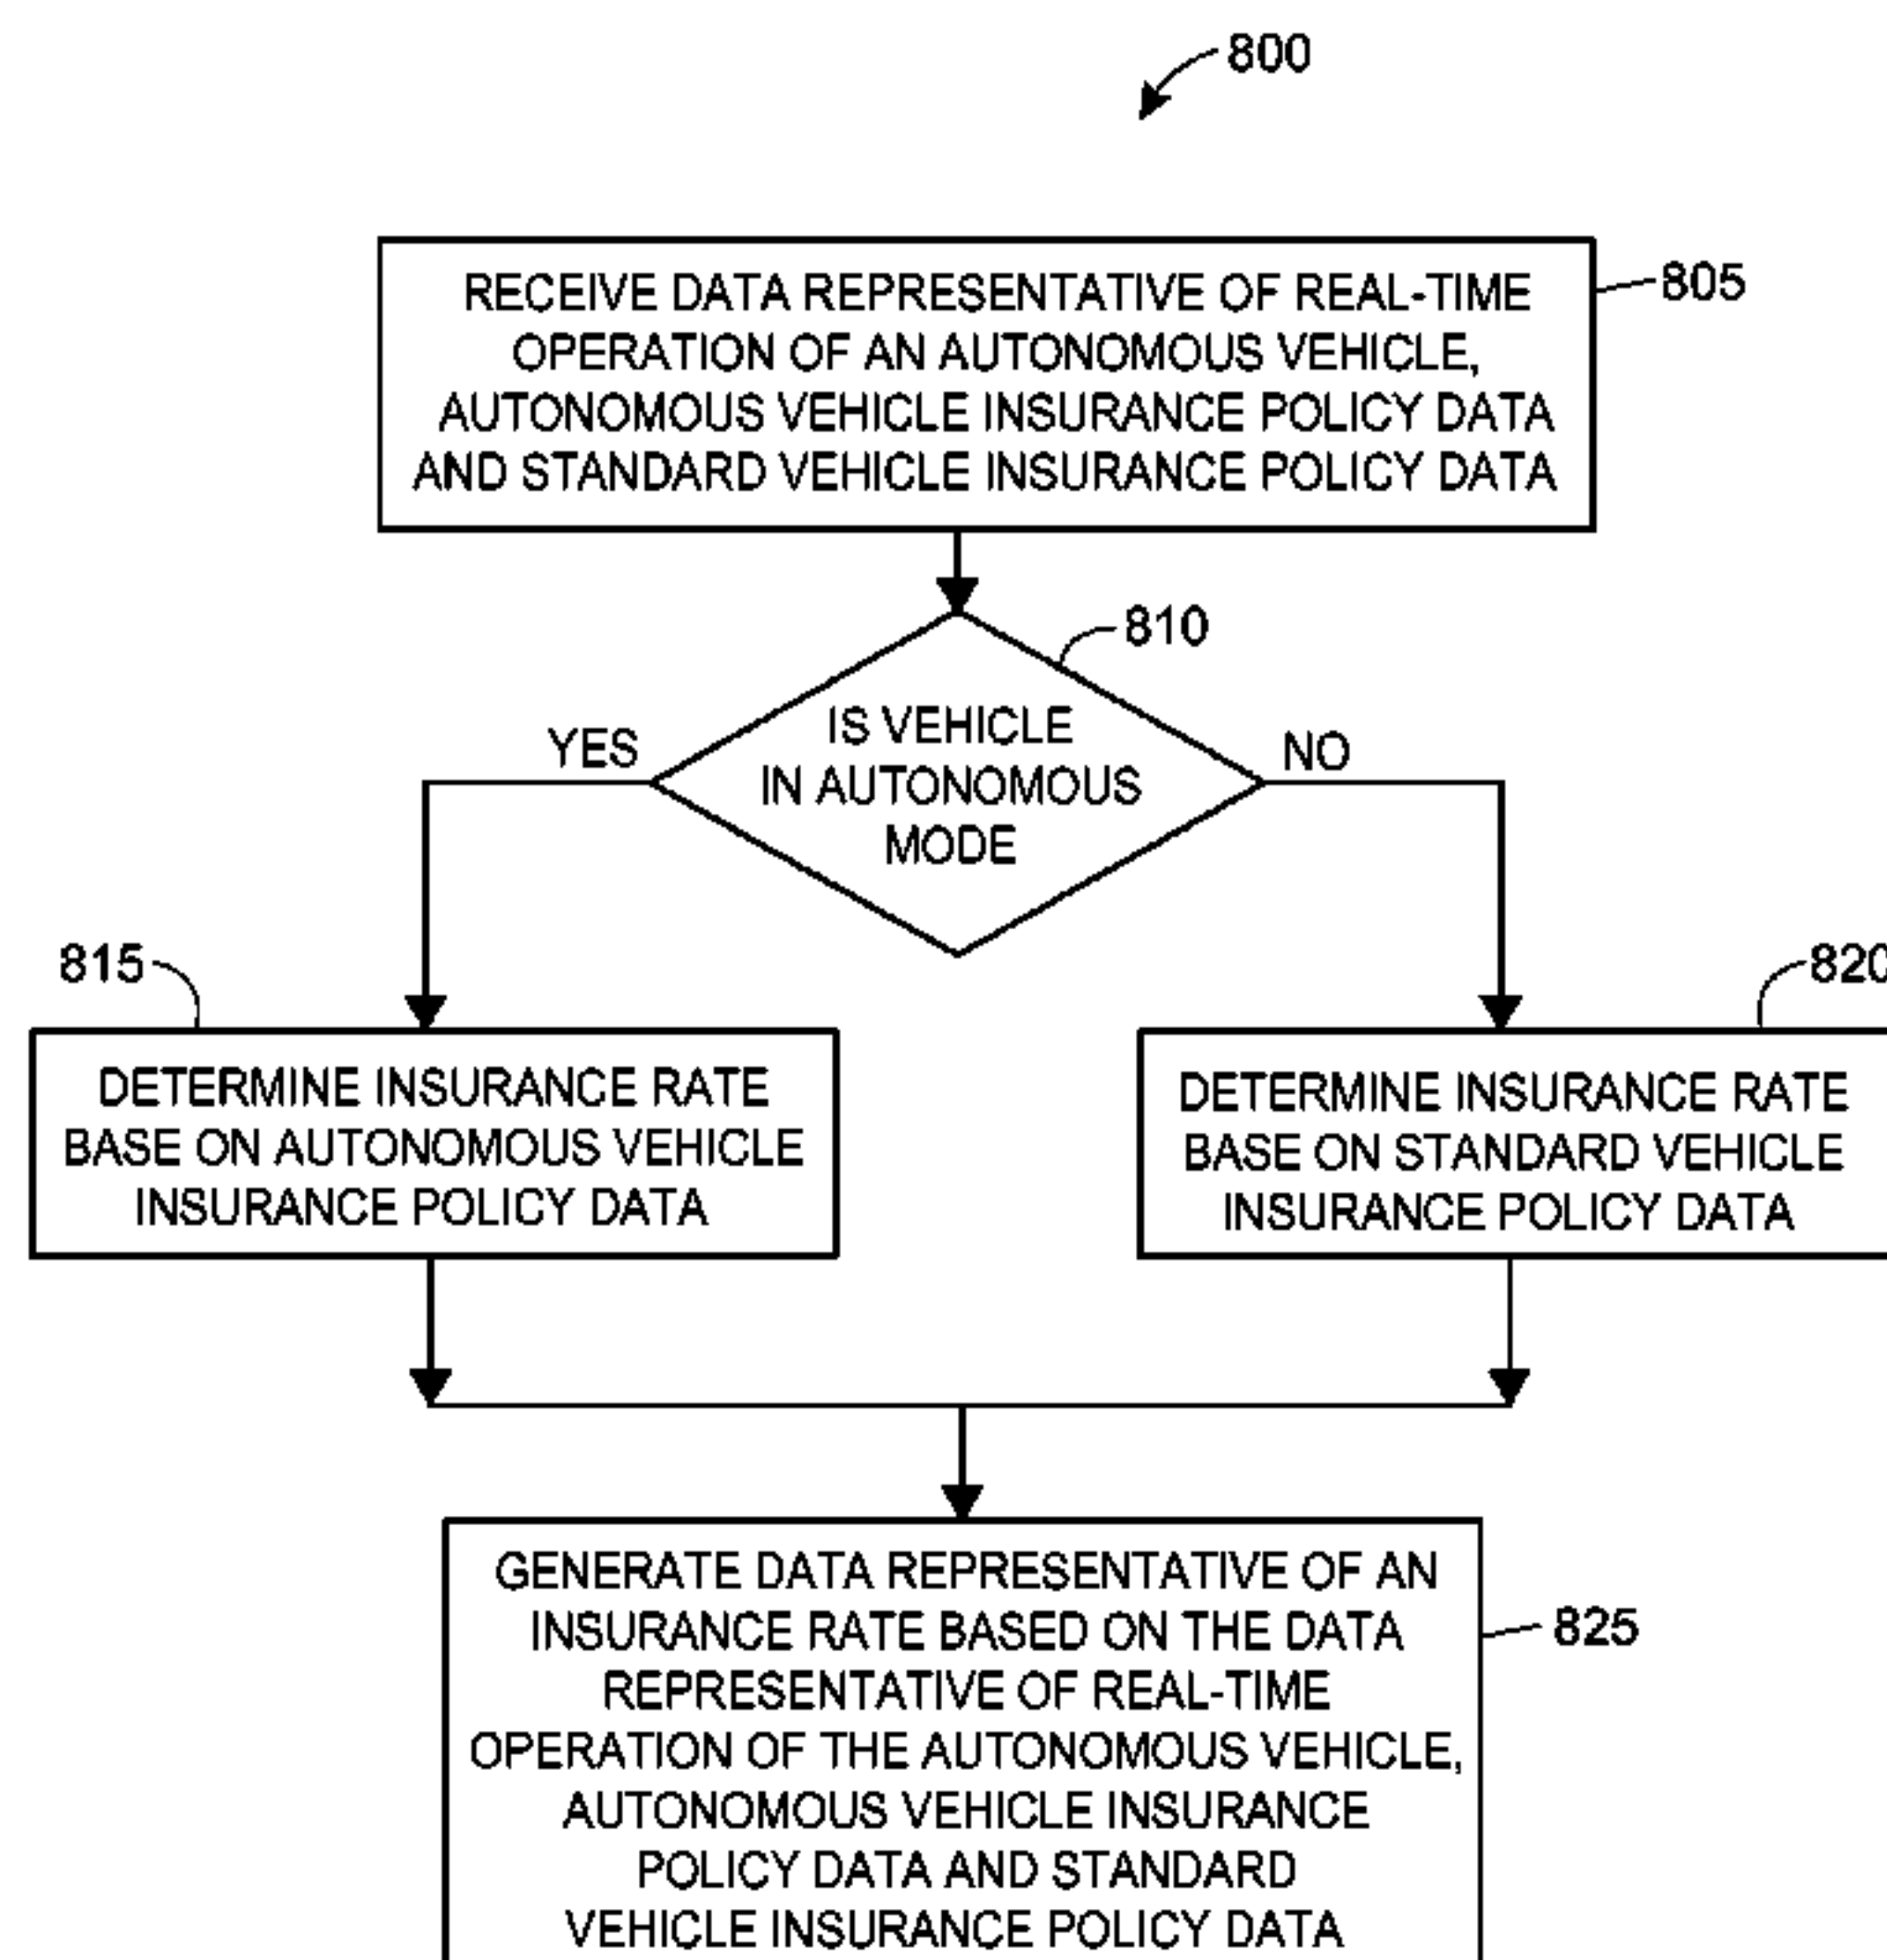 800
RECEIVE DATA REPRESENTATIVE OF REAL-TIME
OPERATION OF AN AUTONOMOUS VEHICLE,
AUTONOMOUS VEHICLE INSURANCE POLICY DATA
AND STANDARD VEHICLE INSURANCE POLICY DATA
805
810
IS VEHICLE
IN AUTONOMOUS
MODE
YES
NO
815
DETERMINE INSURANCE RATE
BASE ON AUTONOMOUS VEHICLE
INSURANCE POLICY DATA
820
DETERMINE INSURANCE RATE
BASE ON STANDARD VEHICLE
INSURANCE POLICY DATA
GENERATE DATA REPRESENTATIVE OF AN
INSURANCE RATE BASED ON THE DATA
REPRESENTATIVE OF REAL-TIME
OPERATION OF THE AUTONOMOUS VEHICLE,
AUTONOMOUS VEHICLE INSURANCE
POLICY DATA AND STANDARD
VEHICLE INSURANCE POLICY DATA
825